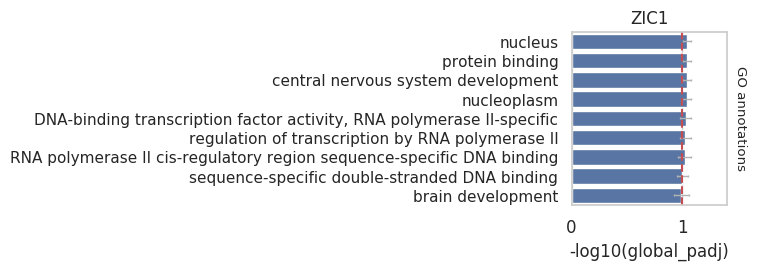 ZIC1
nucleus
protein binding
central nervous system development
nucleoplasm
DNA-binding transcription factor activity, RNA polymerase II-specific
regulation of transcription by RNA polymerase II
RNA polymerase II cis-regulatory region sequence-specific DNA binding
sequence-specific double-stranded DNA binding
brain development
GO annotations
0 1
-log10(global_padj)